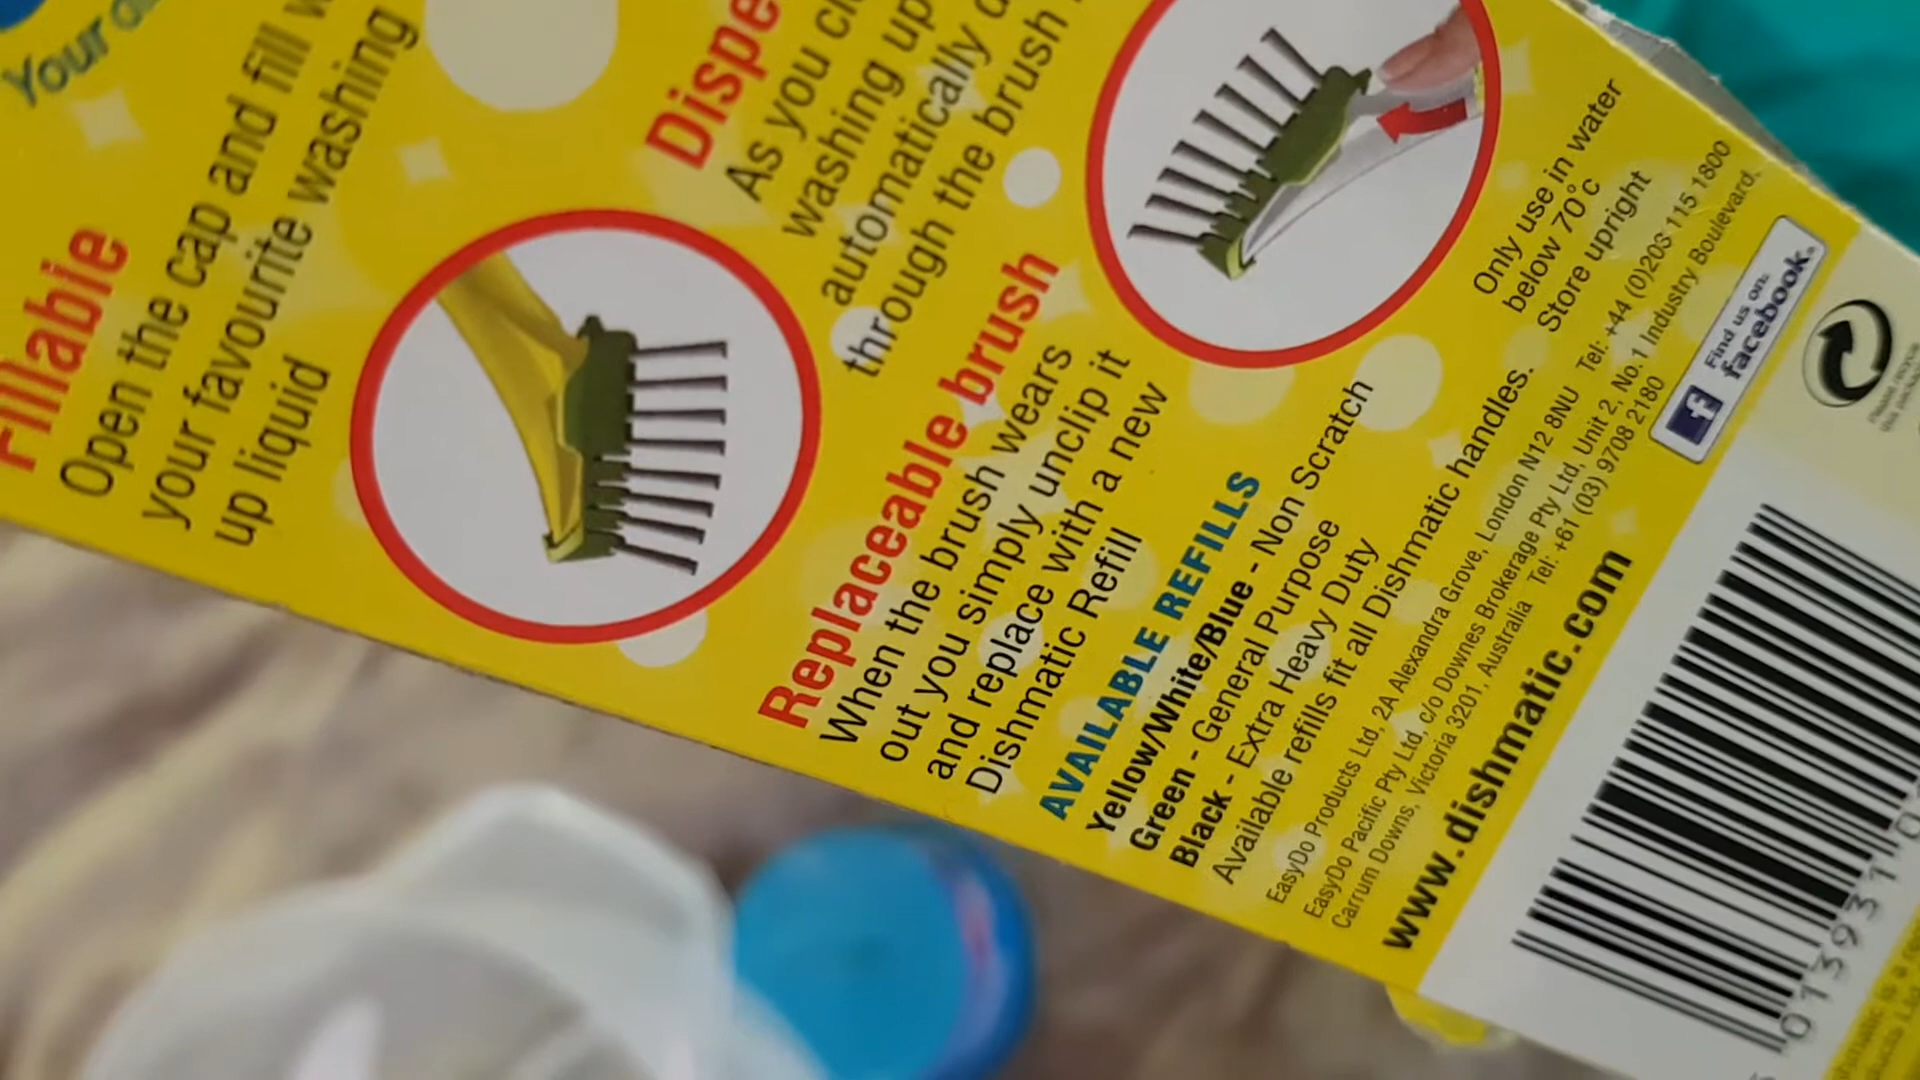 Your
Fillable
Open the cap and fill
your favourite washing
up liquid
Dispe
As you
washing up
automatically
through the brush
Replaceable brush
When the brush wears
out you simply unclip it
and replace with a new
Dishmatic Refill
AVAILABLE REFILLS
Yellow/White/Blue - Non Scratch
Green - General Purpose
Black - Extra Heavy Duty
Available refills fit all Dishmatic handles.
Only use in water
below 70°c
Store upright
EasyDo Products Ltd, 2A Alexandra Grove, London N12 8NU Tel: +44 (0)208 115 1800
EasyDo Pacific Pty Ltd, c/o Downes Brokerage Pty Ltd, Unit 2, No.1 Industry Boulevard,
Carrum Downs, Victoria 3201, Australia Tel: +61 (03) 9708 2180
www.dishmatic.com
f Find us on:
facebook®